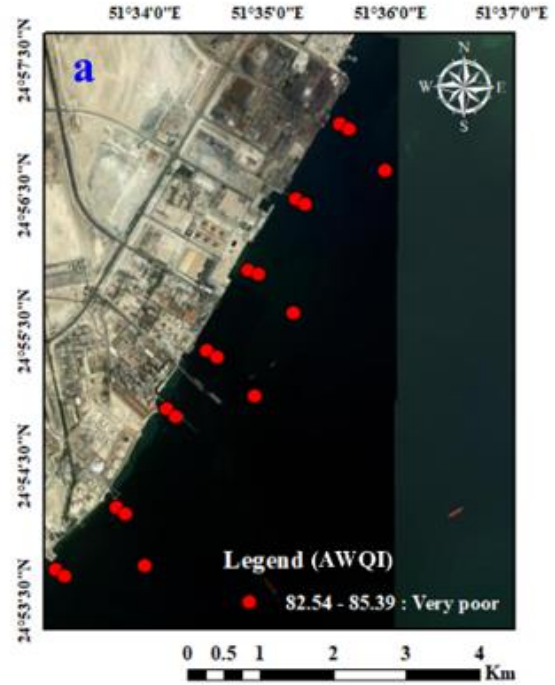 51°34'0"E 51°35'0"E 51°36'0"E 51°37'0"E
a
N
W E
S
24°57'30"N
24°56'30"N
24°55'30"N
24°54'30"N
24°53'30"N
Legend (AWQI)
82.54 - 85.39 : Very poor
0 0.5 1 2 3 4
Km